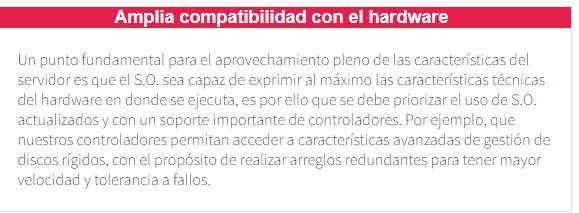 Amplia compatibilidad con el hardware
Un punto fundamental para el aprovechamiento pleno de las características del
servidor es que el S.O. sea capaz de exprimir al máximo las características técnicas
del hardware en donde se ejecuta, es por ello que se debe priorizar el uso de S.O.
actualizados y con un soporte importante de controladores. Por ejemplo, que
nuestros controladores permitan acceder a características avanzadas de gestión de
discos rígidos, con el propósito de realizar arreglos redundantes para tener mayor
velocidad y tolerancia a fallos.